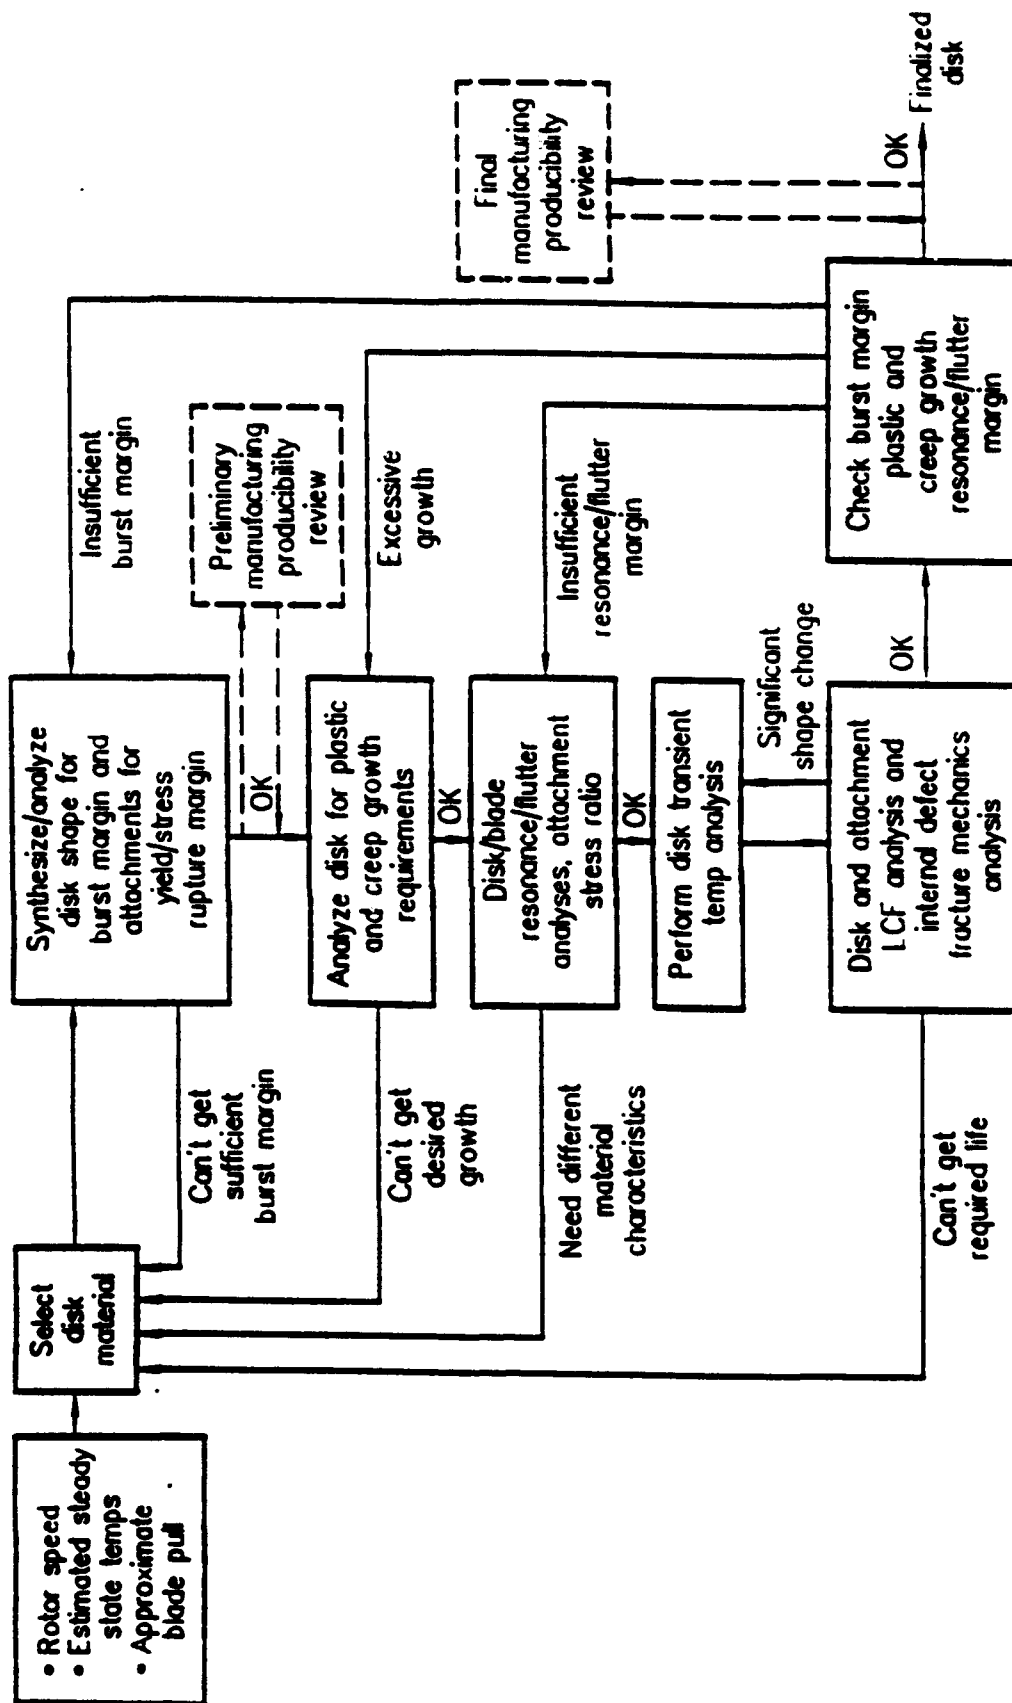 • Rotor speed
• Estimated steady
state temps
• Approximate
blade pull
Select
disk
material
Synthesize/analyze
disk shape for
burst margin and
attachments for
yield/stress
rupture margin
Can't get
sufficient
burst margin
Insufficient
burst margin
OK
Preliminary
manufacturing
producibility
review
Analyze disk for plastic
and creep growth
requirements
Can't get
desired
growth
Excessive
growth
OK
Disk/blade
resonance/flutter
analyses, attachment
stress ratio
Need different
material
characteristics
Insufficient
resonance/flutter
margin
OK
Perform disk transient
temp analysis
Significant
shape change
Disk and attachment
LCF analysis and
internal defect
fracture mechanics
analysis
Can't get
required life
OK
Check burst margin
plastic and
creep growth
resonance/flutter
margin
Final
manufacturing
producibility
review
OK
Finalized
disk